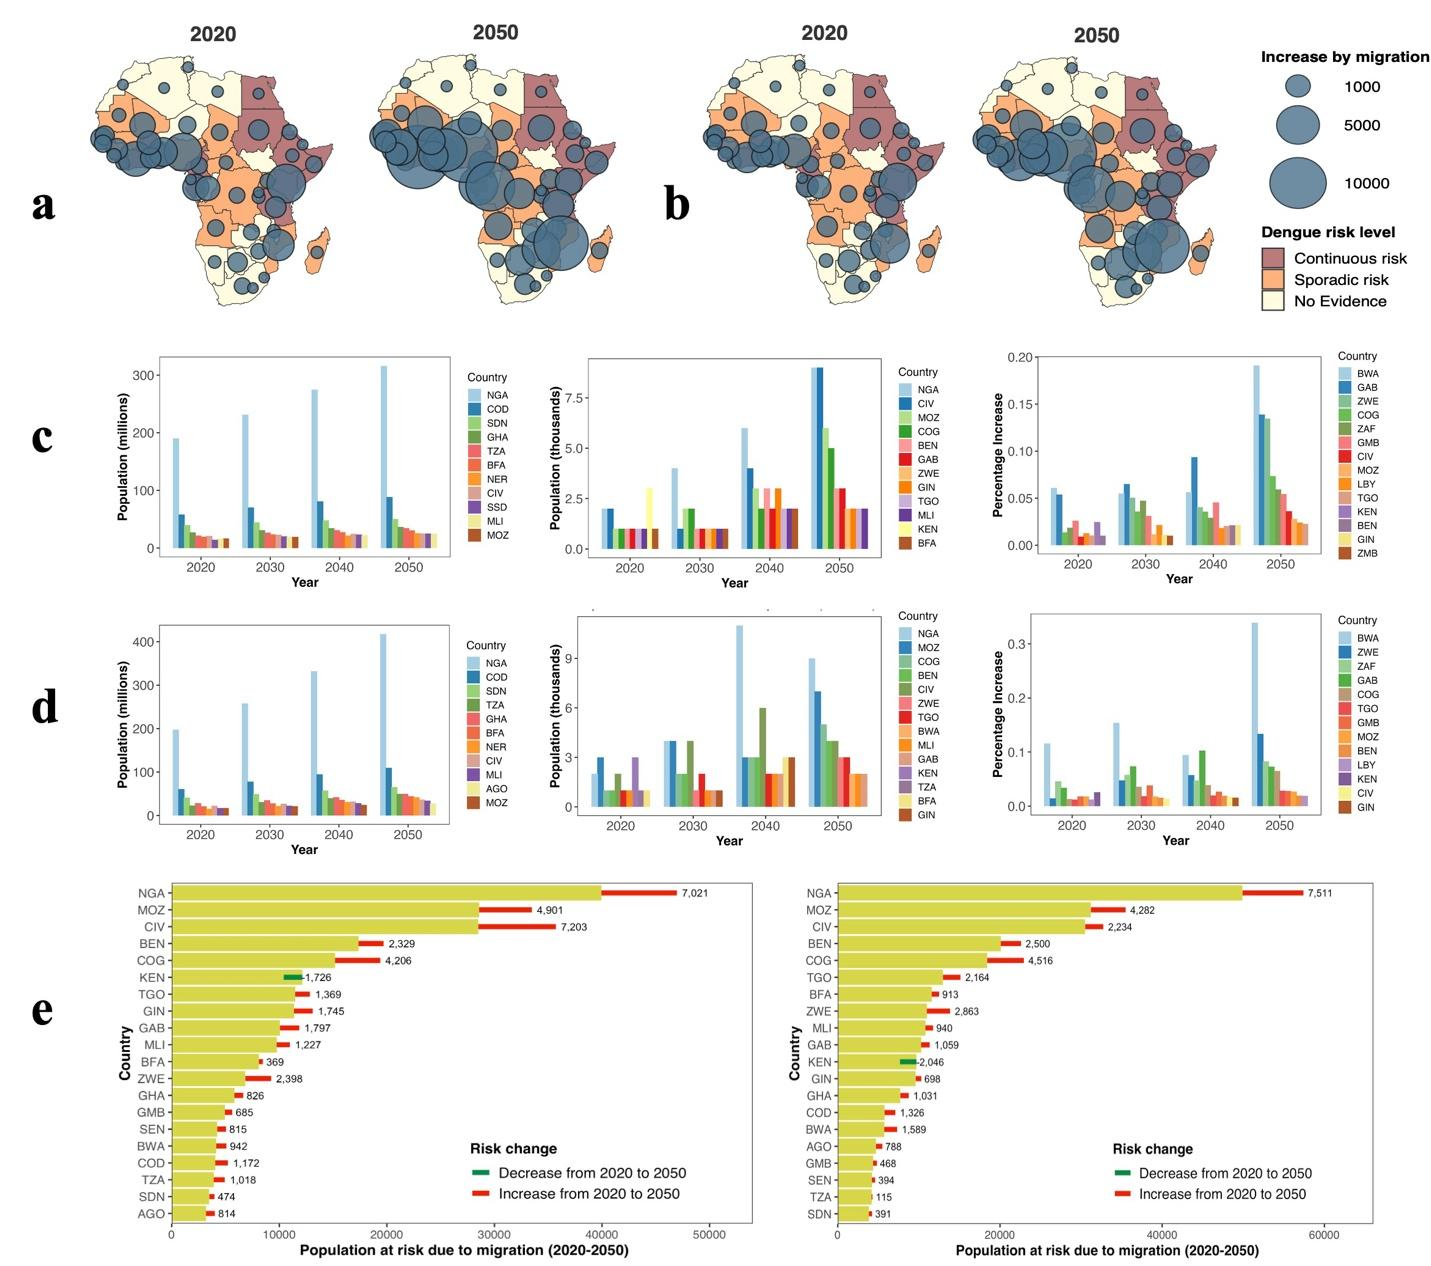 2020
2050
2020
2050
a
b
Increase by migration
1000
5000
10000
Dengue risk level
Continuous risk
Sporadic risk
No Evidence
c
Population (millions)
300
200
100
0
2020
2030
2040
2050
Year
Country
NGA
COD
SDN
GHA
TZA
BFA
NER
CIV
SSD
MLI
MOZ
Population (thousands)
7.5
5.0
2.5
0.0
2020
2030
2040
2050
Year
Country
NGA
CIV
MOZ
COG
BEN
GAB
ZWE
GIN
TGO
MLI
KEN
BFA
Percentage Increase
0.20
0.15
0.10
0.05
0.00
2020
2030
2040
2050
Year
Country
BWA
GAB
ZWE
COG
ZAF
GMB
CIV
MOZ
LBY
TGO
KEN
BEN
GIN
ZMB
d
Population (millions)
400
300
200
100
0
2020
2030
2040
2050
Year
Country
NGA
COD
SDN
TZA
GHA
BFA
NER
CIV
MLI
AGO
MOZ
Population (thousands)
9
6
3
0
2020
2030
2040
2050
Year
Country
NGA
MOZ
COG
BEN
CIV
ZWE
TGO
BWA
MLI
GAB
KEN
TZA
BFA
GIN
Percentage Increase
0.3
0.2
0.1
0.0
2020
2030
2040
2050
Year
Country
BWA
ZWE
ZAF
GAB
COG
TGO
GMB
MOZ
BEN
LBY
KEN
CIV
GIN
e
Country
NGA 7,021
MOZ 4,901
CIV 7,203
BEN 2,329
COG 4,206
KEN -1,726
TGO 1,369
GIN 1,745
GAB 1,797
MLI 1,227
BFA 369
ZWE 2,398
GHA 826
GMB 685
SEN 815
BWA 942
COD 1,172
TZA 1,018
SDN 474
AGO 814
Risk change
Decrease from 2020 to 2050
Increase from 2020 to 2050
0 10000 20000 30000 40000 50000
Population at risk due to migration (2020-2050)
Country
NGA 7,511
MOZ 4,282
CIV 2,234
BEN 2,500
COG 4,516
TGO 2,164
BFA 913
ZWE 2,863
MLI 940
GAB 1,059
KEN -2,046
GIN 698
GHA 1,031
COD 1,326
BWA 1,589
AGO 788
GMB 468
SEN 394
TZA 115
SDN 391
Risk change
Decrease from 2020 to 2050
Increase from 2020 to 2050
0 20000 40000 60000
Population at risk due to migration (2020-2050)